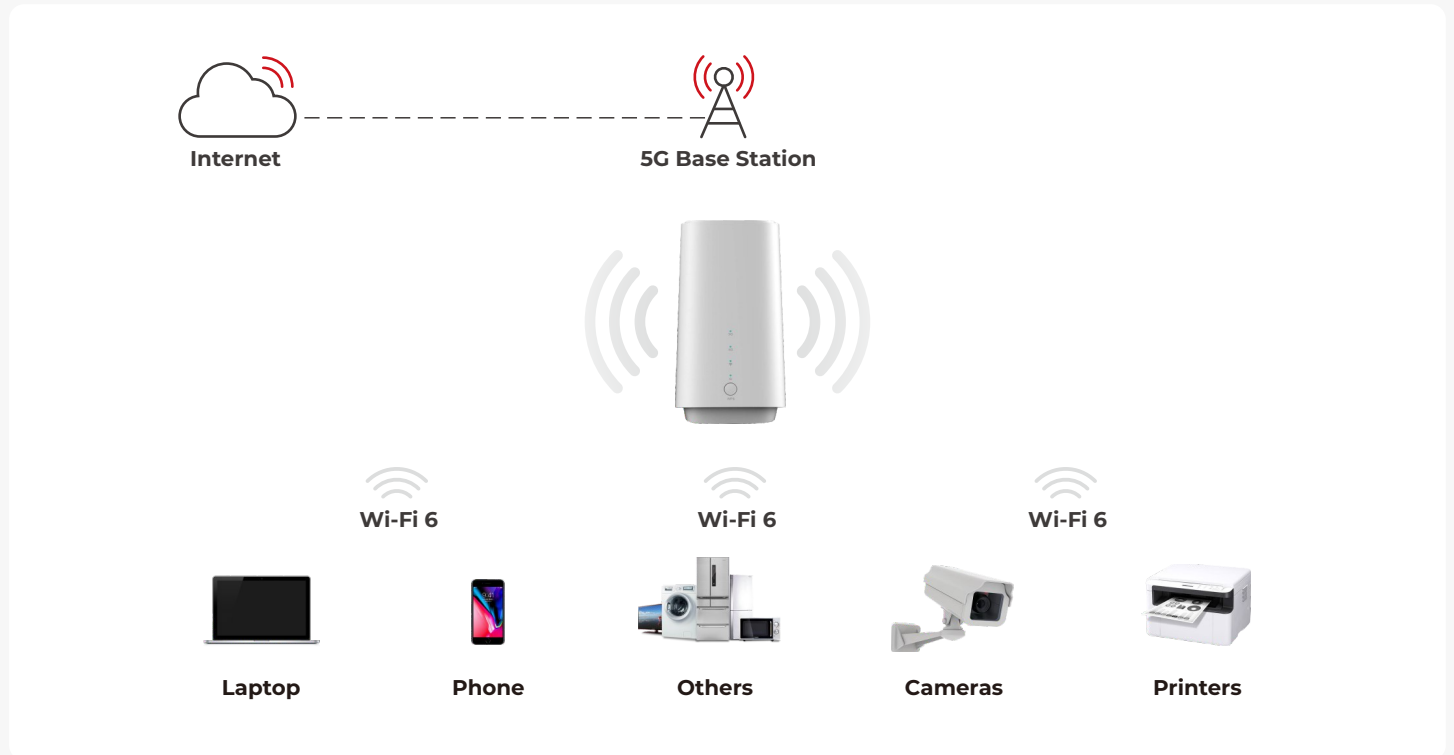 Internet
5G Base Station
Wi-Fi 6
Wi-Fi 6
Wi-Fi 6
Laptop
Phone
Others
Cameras
Printers